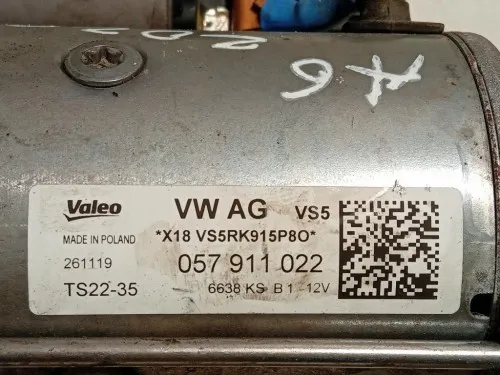 A6
Valeo
VW AG VS5
*X18 VS5RK915P8O*
MADE IN POLAND
261119
057 911 022
TS22-35
6638 KS B 1 - 12V